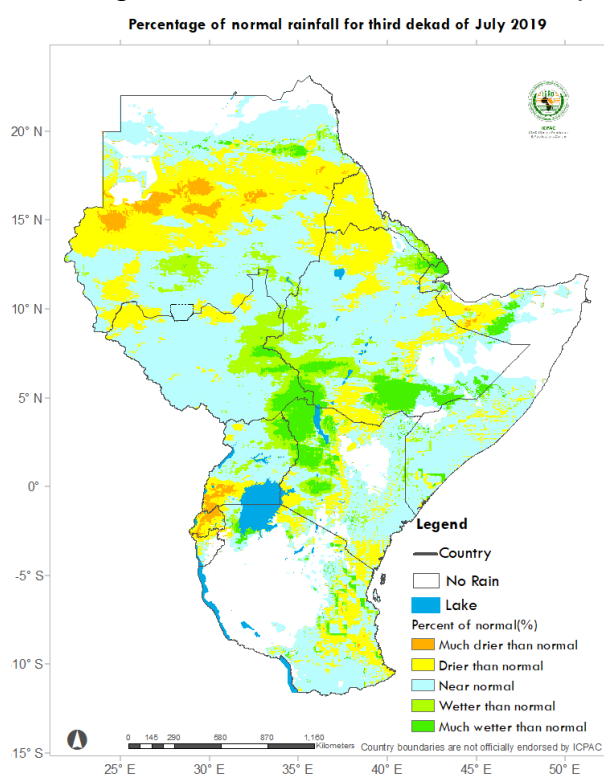 Percentage of normal rainfall for third dekad of July 2019
ICPAC
20° N
15° N
10° N
5° N
0°
-5° S
10° S
15° S
Legend
Country
No Rain
Lake
Percent of normal(%)
Much drier than normal
Drier than normal
Near normal
Wetter than normal
Much wetter than normal
0 145 290 580 870 1,160
Kilometers
Country boundaries are not officially endorsed by ICPAC
25° E 30° E 35° E 40° E 45° E 50° E